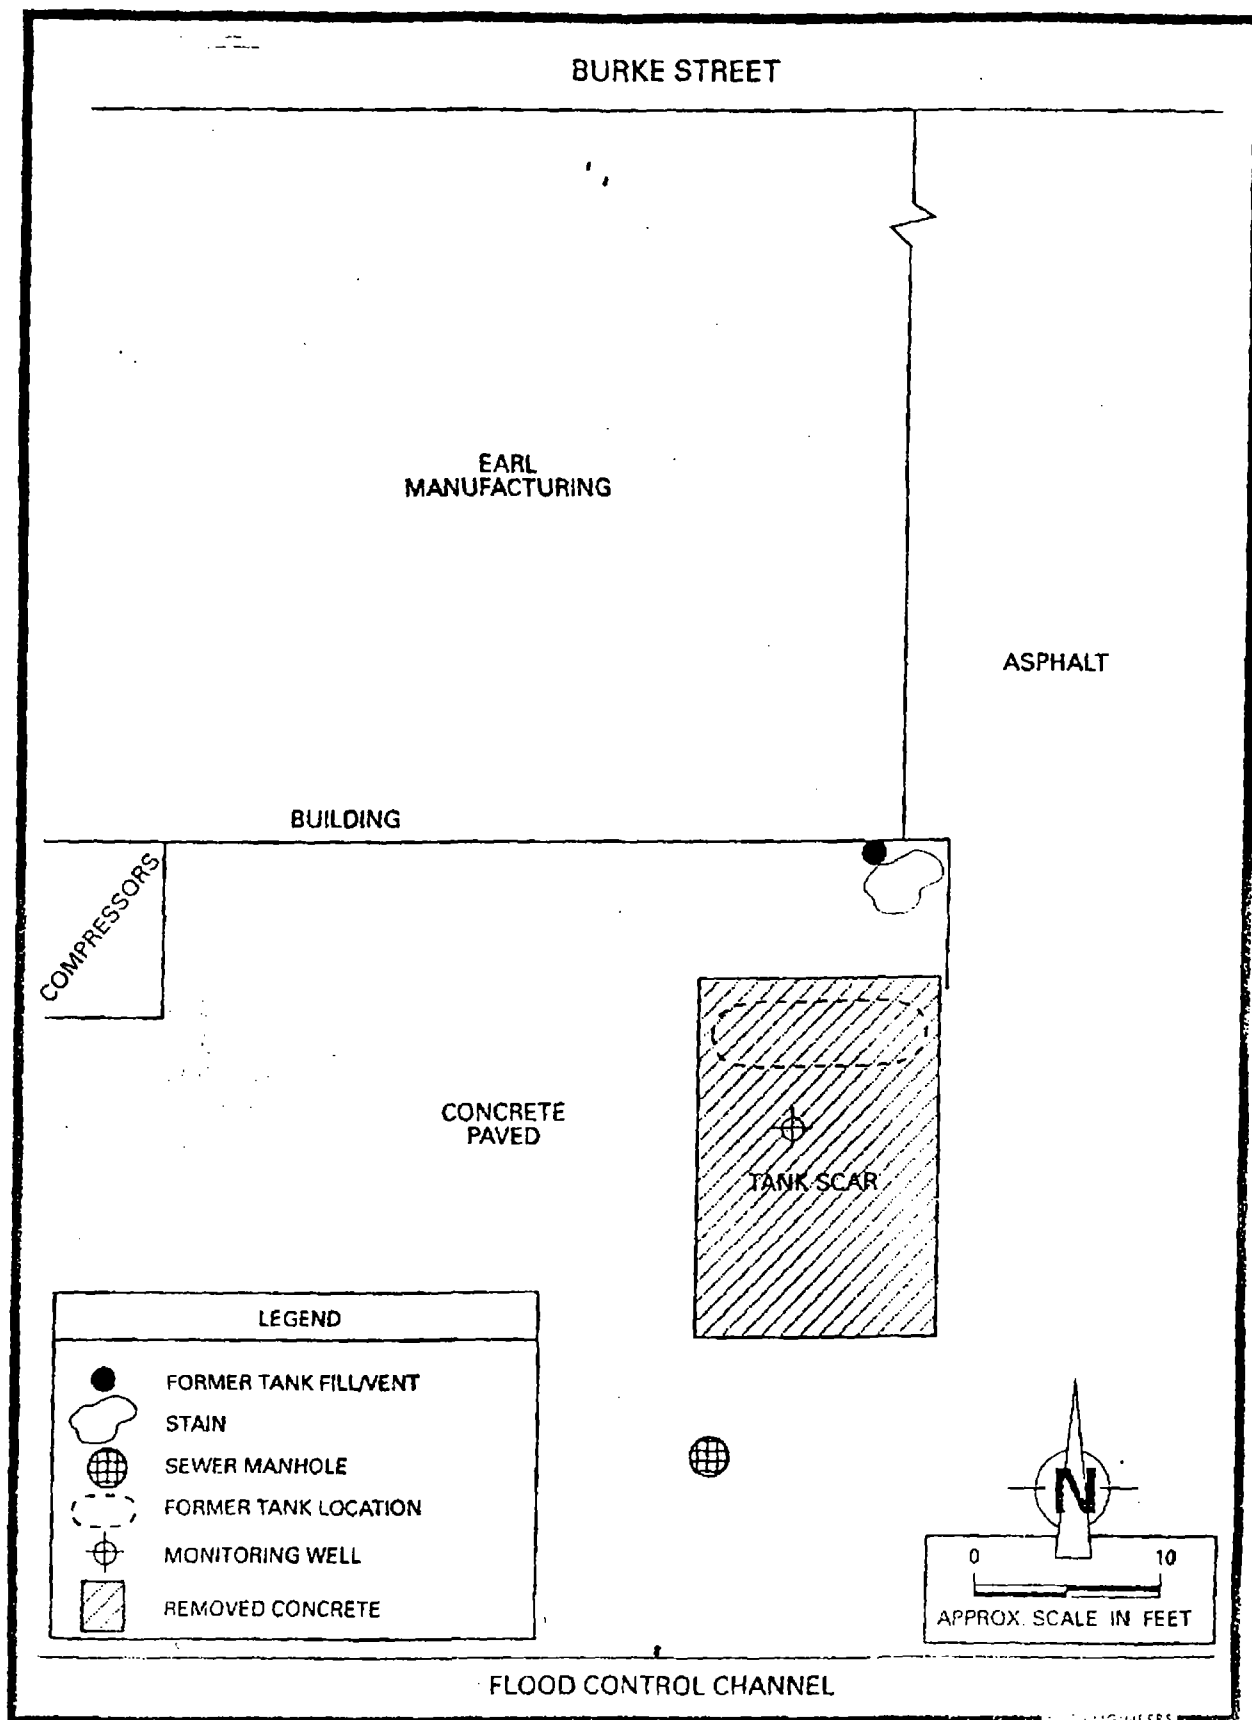 BURKE STREET
EARL
MANUFACTURING
ASPHALT
BUILDING
COMPRESSORS
CONCRETE
PAVED
TANK SCAR
LEGEND
FORMER TANK FILL/VENT
STAIN
SEWER MANHOLE
FORMER TANK LOCATION
MONITORING WELL
REMOVED CONCRETE
N
0 10
APPROX. SCALE IN FEET
FLOOD CONTROL CHANNEL